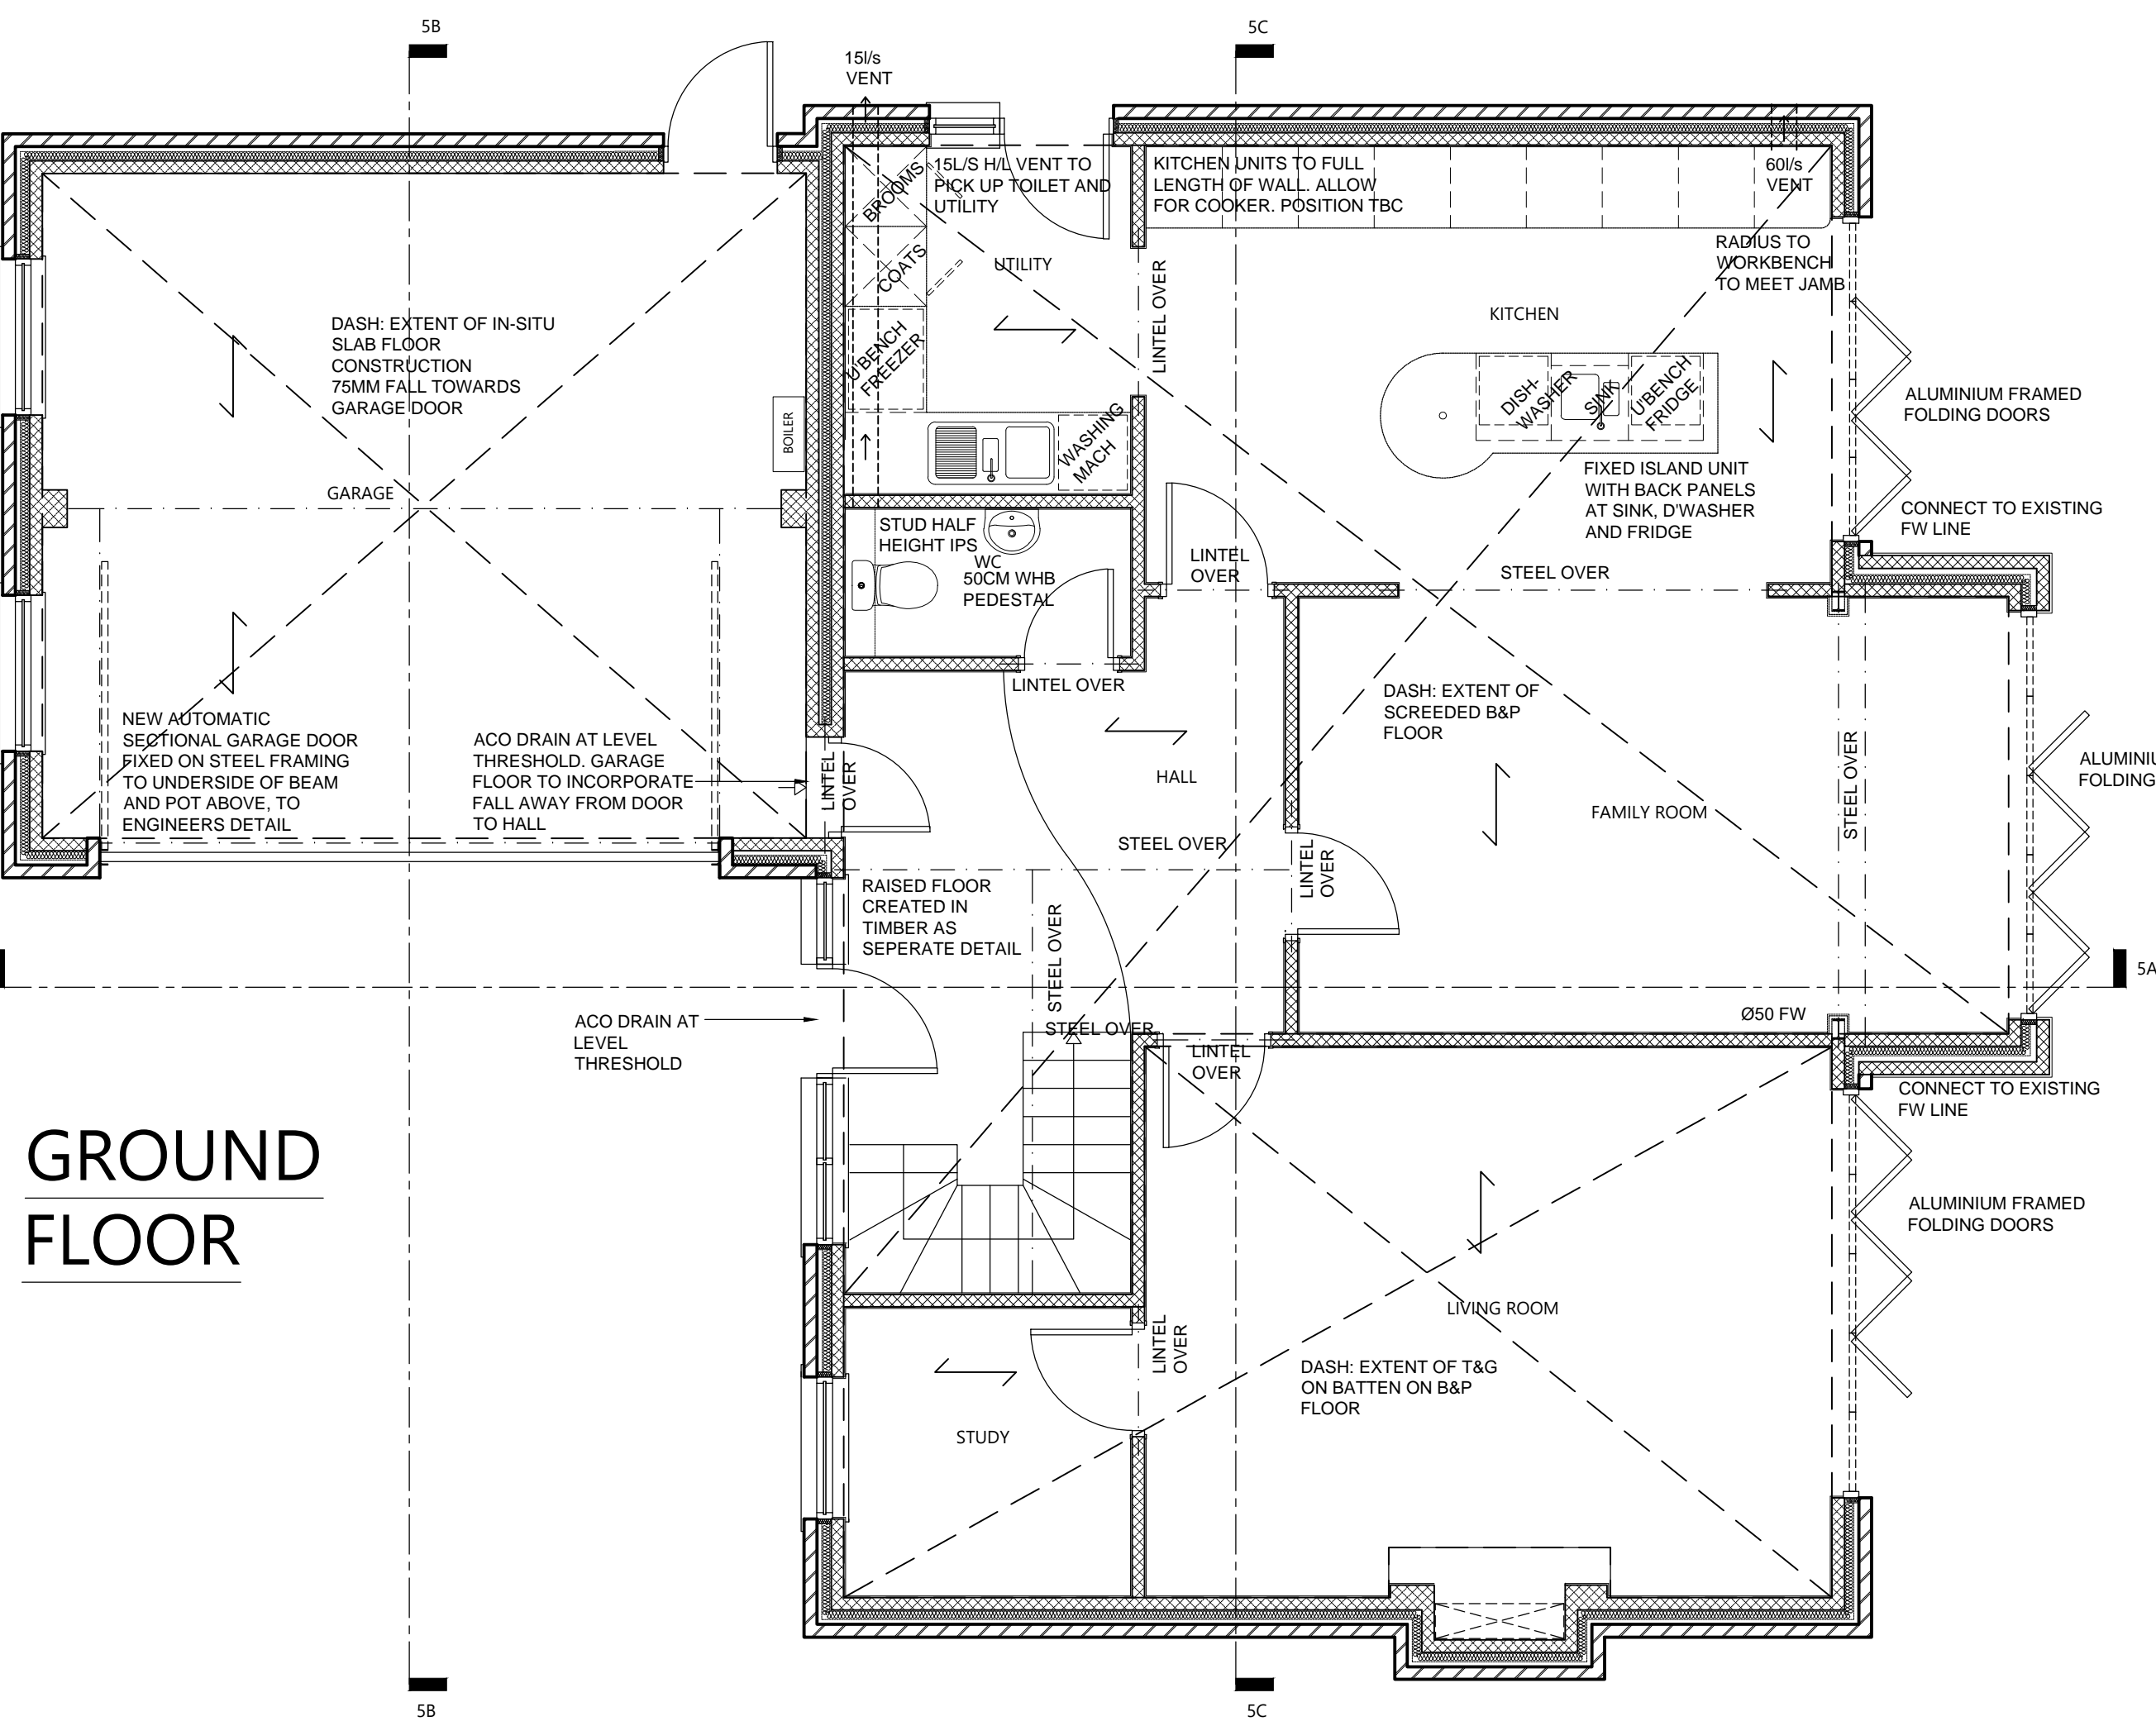 5B
5C
15l/s
VENT
15L/S H/L VENT TO
PICK UP TOILET AND
UTILITY
KITCHEN UNITS TO FULL
LENGTH OF WALL. ALLOW
FOR COOKER. POSITION TBC
60l/s
VENT
BROOMS
COATS
UTILITY
LINTEL OVER
U'BENCH
FREEZER
WASHING
MACH
RADIUS TO
WORKBENCH
TO MEET JAMB
KITCHEN
DISH-
WASHER
SINK
U'BENCH
FRIDGE
ALUMINIUM FRAMED
FOLDING DOORS
FIXED ISLAND UNIT
WITH BACK PANELS
AT SINK, D'WASHER
AND FRIDGE
CONNECT TO EXISTING
FW LINE
DASH: EXTENT OF IN-SITU
SLAB FLOOR
CONSTRUCTION
75MM FALL TOWARDS
GARAGE DOOR
BOILER
GARAGE
STUD HALF
HEIGHT IPS
WC
50CM WHB
PEDESTAL
LINTEL
OVER
STEEL OVER
LINTEL OVER
NEW AUTOMATIC
SECTIONAL GARAGE DOOR
FIXED ON STEEL FRAMING
TO UNDERSIDE OF BEAM
AND POT ABOVE, TO
ENGINEERS DETAIL
ACO DRAIN AT LEVEL
THRESHOLD. GARAGE
FLOOR TO INCORPORATE
FALL AWAY FROM DOOR
TO HALL
LINTEL
OVER
HALL
DASH: EXTENT OF
SCREEDED B&P
FLOOR
FAMILY ROOM
STEEL OVER
ALUMINIU
FOLDING
STEEL OVER
LINTEL
OVER
RAISED FLOOR
CREATED IN
TIMBER AS
SEPERATE DETAIL
STEEL OVER
5A
ACO DRAIN AT
LEVEL
THRESHOLD
STEEL OVER
LINTEL
OVER
Ø50 FW
CONNECT TO EXISTING
FW LINE
GROUND
FLOOR
ALUMINIUM FRAMED
FOLDING DOORS
LIVING ROOM
LINTEL
OVER
DASH: EXTENT OF T&G
ON BATTEN ON B&P
FLOOR
STUDY
5B
5C